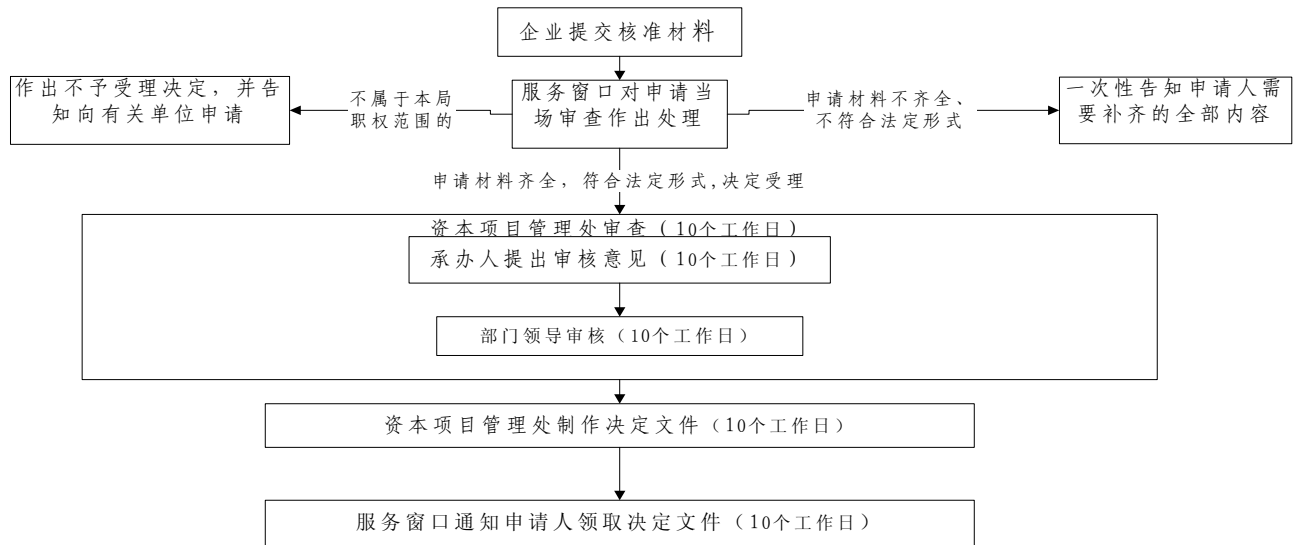 企业提交核准材料
作出不予受理决定，并告
知向有关单位申请
不属于本局
职权范围的
服务窗口对申请当
场审查作出处理
申请材料不齐全、
不符合法定形式
一次性告知申请人需
要补齐的全部内容
申请材料齐全，符合法定形式,决定受理
资本项目管理处审查（10个工作日）
承办人提出审核意见（10个工作日）
部门领导审核（10个工作日）
资本项目管理处制作决定文件（10个工作日）
服务窗口通知申请人领取决定文件（10个工作日）